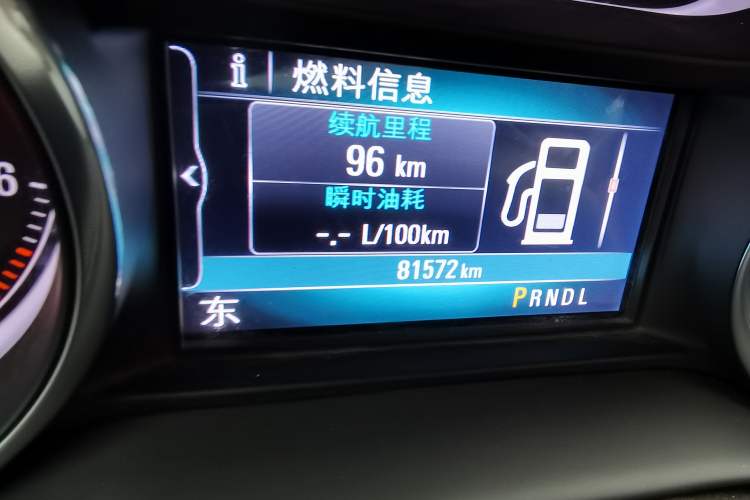 i 燃料信息
续航里程
96 km
瞬时油耗
-.- L/100km
81572 km
东 PRNDL
6